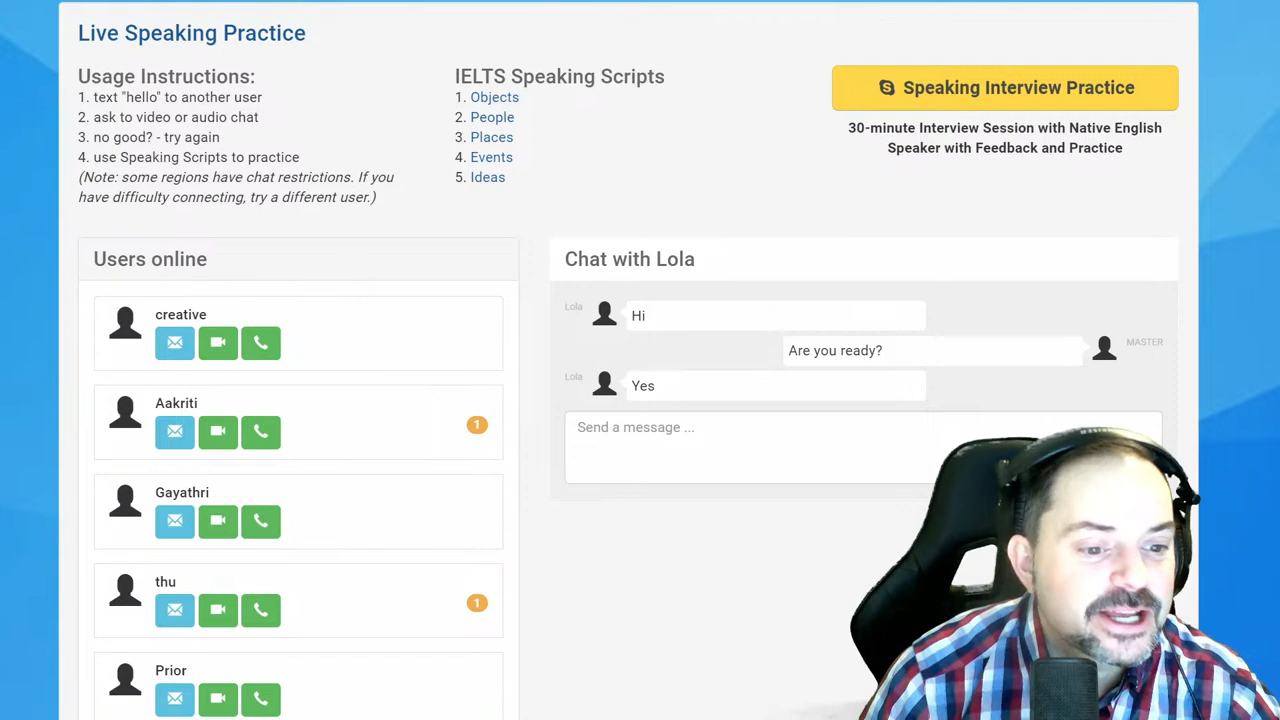 Live Speaking Practice
Usage Instructions:
1. text "hello" to another user
2. ask to video or audio chat
3. no good? - try again
4. use Speaking Scripts to practice
(Note: some regions have chat restrictions. If you
have difficulty connecting, try a different user.)
IELTS Speaking Scripts
1. Objects
2. People
3. Places
4. Events
5. Ideas
Speaking Interview Practice
30-minute Interview Session with Native English
Speaker with Feedback and Practice
Users online
creative
Aakriti
1
Gayathri
thu
1
Prior
Chat with Lola
Lola
Hi
Are you ready?
MASTER
Lola
Yes
Send a message ...